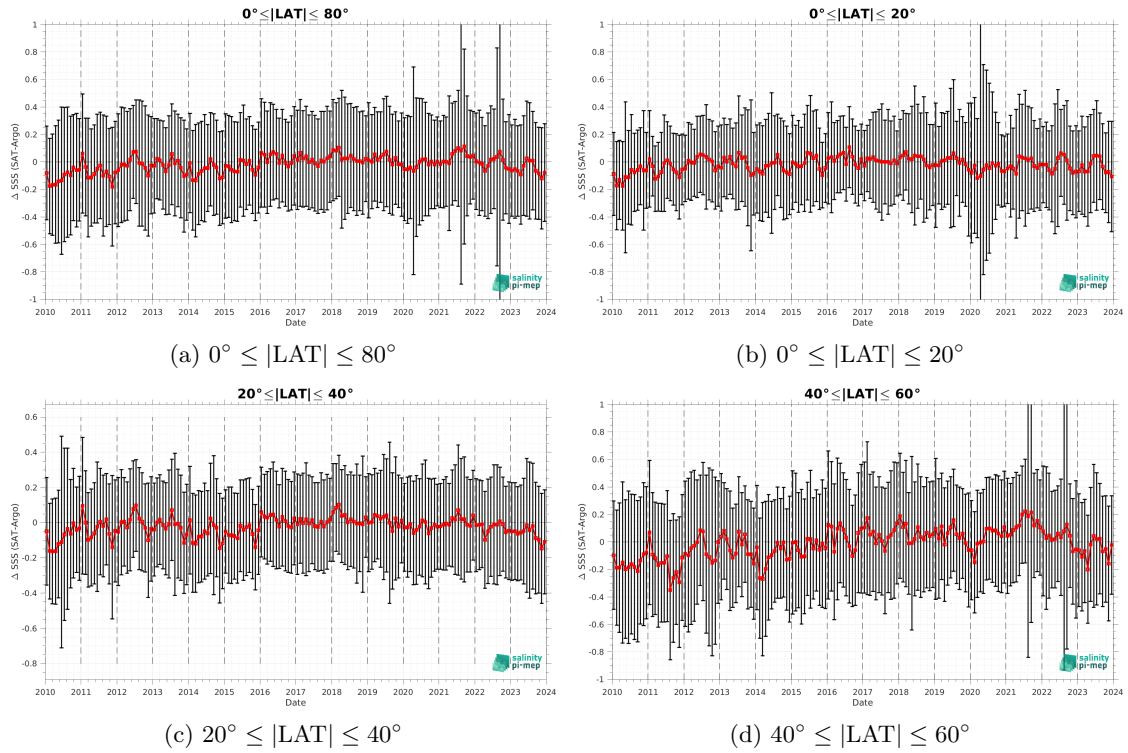 0°≤|LAT|≤ 80°
Δ SSS (SAT-Argo)
1
0.8
0.6
0.4
0.2
0
-0.2
-0.4
-0.6
-0.8
-1
salinity
pi-mep
2010 2011 2012 2013 2014 2015 2016 2017 2018 2019 2020 2021 2022 2023 2024
Date
(a) 0° ≤ |LAT| ≤ 80°
0°≤|LAT|≤ 20°
Δ SSS (SAT-Argo)
1
0.8
0.6
0.4
0.2
0
-0.2
-0.4
-0.6
-0.8
-1
salinity
pi-mep
2010 2011 2012 2013 2014 2015 2016 2017 2018 2019 2020 2021 2022 2023 2024
Date
(b) 0° ≤ |LAT| ≤ 20°
20°≤|LAT|≤ 40°
Δ SSS (SAT-Argo)
0.6
0.4
0.2
0
-0.2
-0.4
-0.6
-0.8
salinity
pi-mep
2010 2011 2012 2013 2014 2015 2016 2017 2018 2019 2020 2021 2022 2023 2024
Date
(c) 20° ≤ |LAT| ≤ 40°
40°≤|LAT|≤ 60°
Δ SSS (SAT-Argo)
1
0.8
0.6
0.4
0.2
0
-0.2
-0.4
-0.6
-0.8
-1
salinity
pi-mep
2010 2011 2012 2013 2014 2015 2016 2017 2018 2019 2020 2021 2022 2023 2024
Date
(d) 40° ≤ |LAT| ≤ 60°